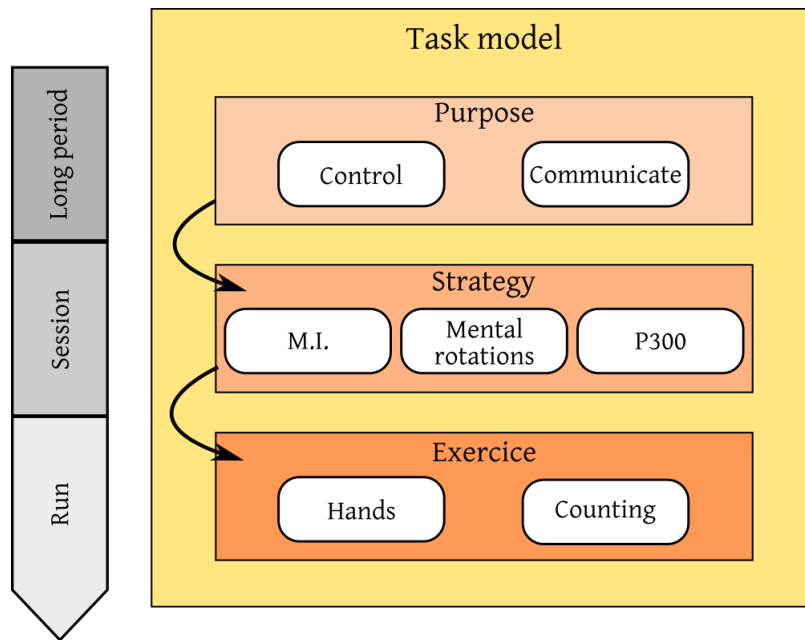 Task model
Long period
Session
Run
Purpose
Control
Communicate
Strategy
M.I.
Mental
rotations
P300
Exercice
Hands
Counting